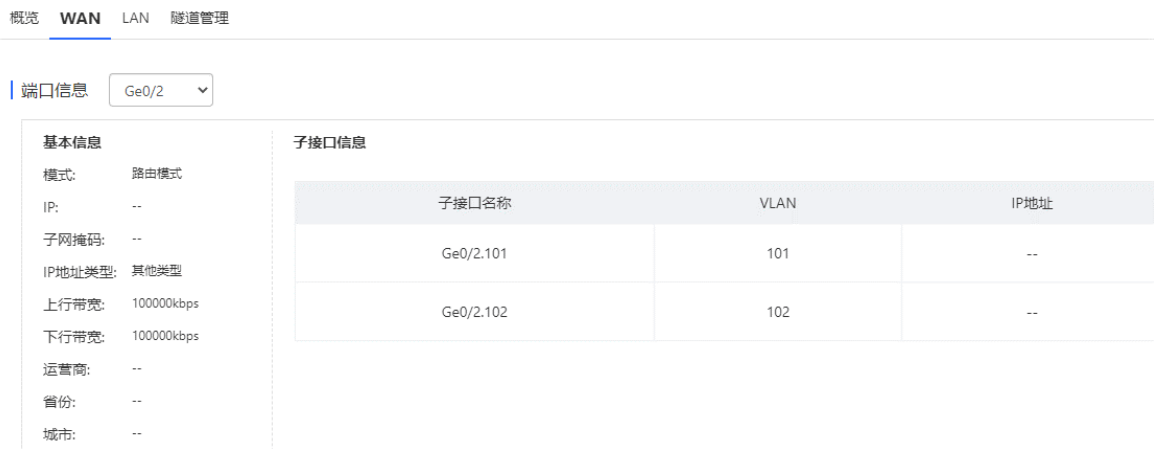 概览 WAN LAN 隧道管理
端口信息 Ge0/2
基本信息
模式: 路由模式
IP: --
子网掩码: --
IP地址类型: 其他类型
上行带宽: 100000kbps
下行带宽: 100000kbps
运营商: --
省份: --
城市: --
子接口信息
子接口名称 VLAN IP地址
Ge0/2.101 101 --
Ge0/2.102 102 --